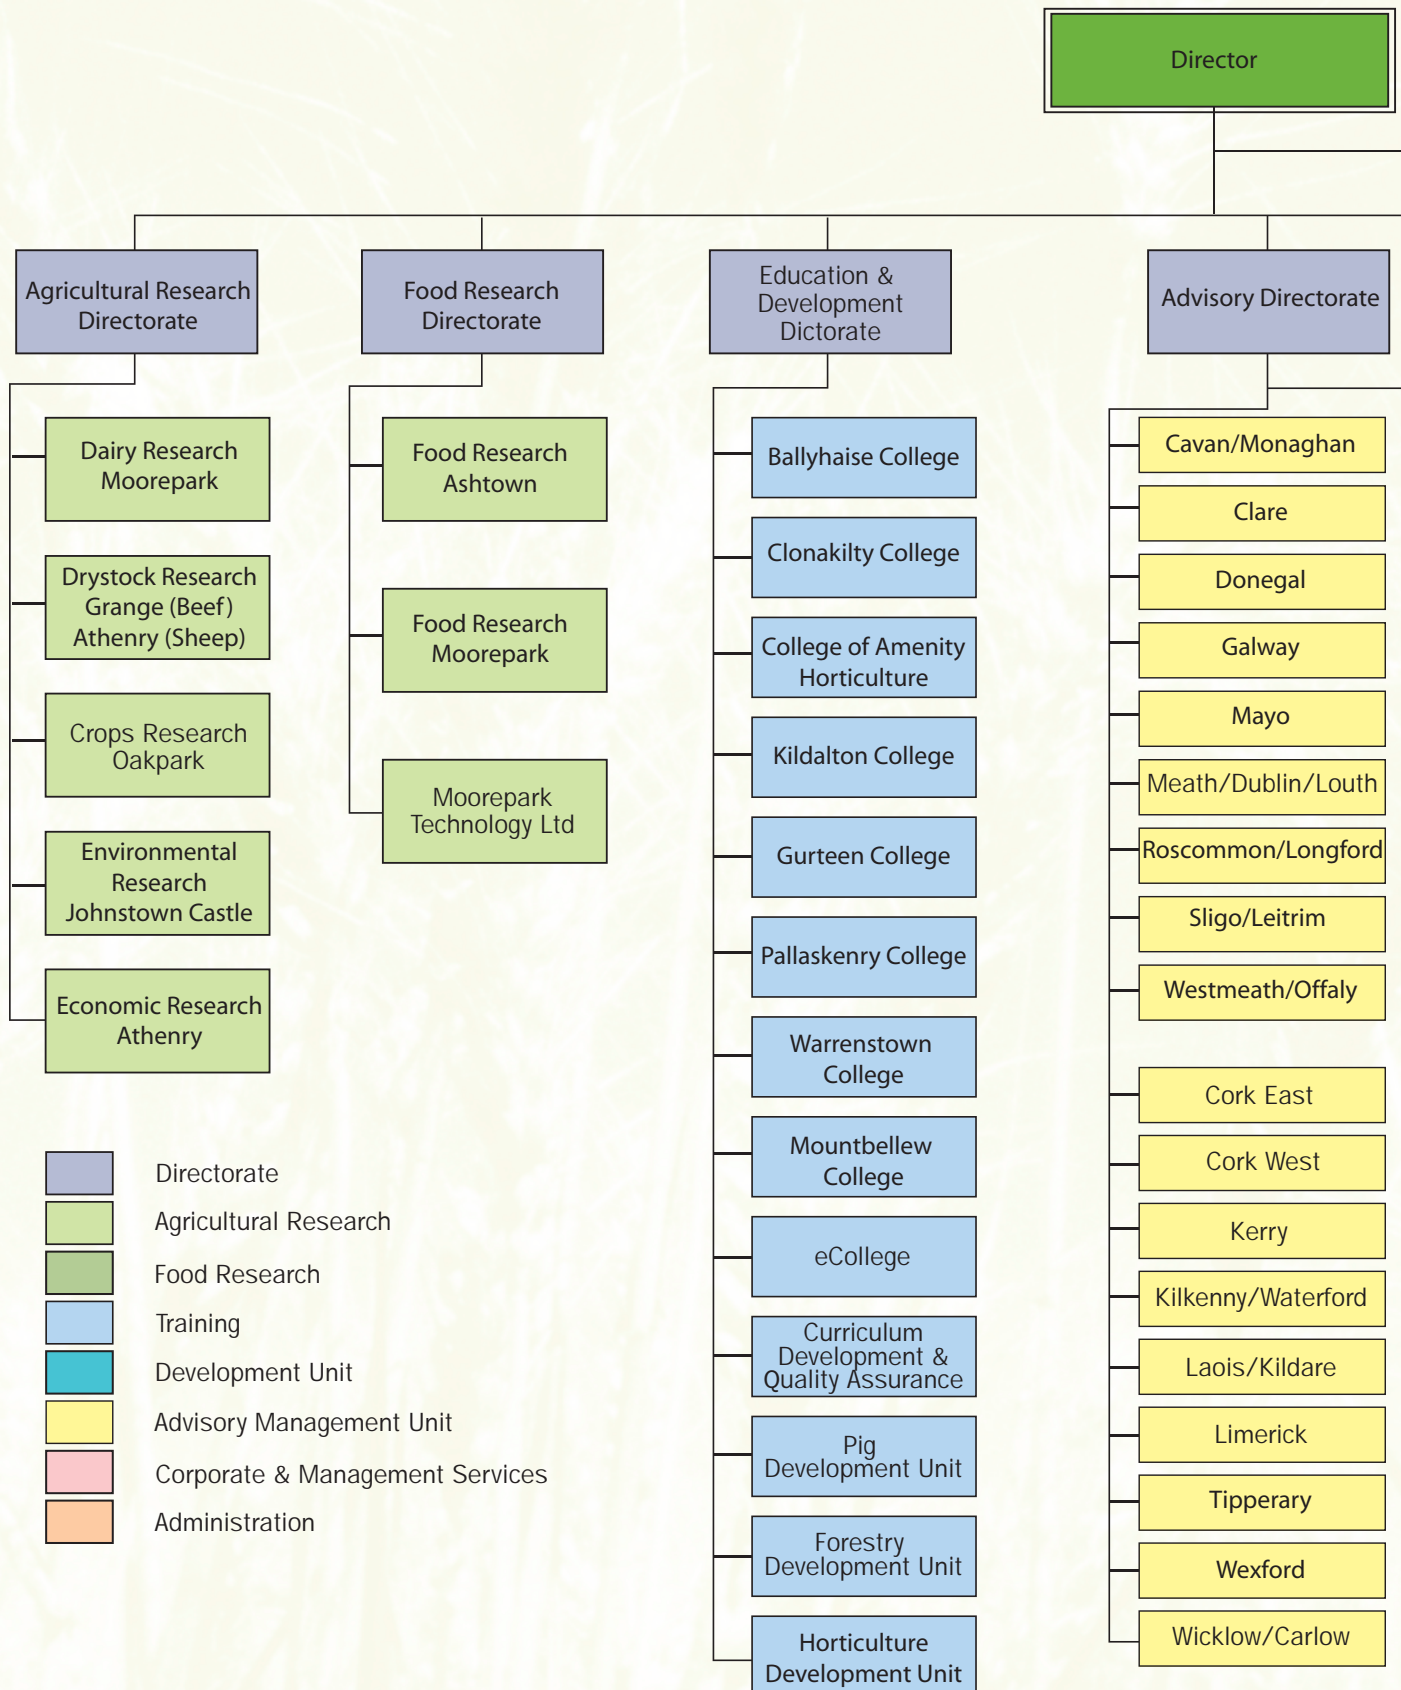 Director
Agricultural Research
Directorate
Food Research
Directorate
Education &
Development
Dictorate
Advisory Directorate
Dairy Research
Moorepark
Drystock Research
Grange (Beef)
Athenry (Sheep)
Crops Research
Oakpark
Environmental
Research
Johnstown Castle
Economic Research
Athenry
Food Research
Ashtown
Food Research
Moorepark
Moorepark
Technology Ltd
Ballyhaise College
Clonakilty College
College of Amenity
Horticulture
Kildalton College
Gurteen College
Pallaskenry College
Warrenstown
College
Mountbellew
College
eCollege
Curriculum
Development &
Quality Assurance
Pig
Development Unit
Forestry
Development Unit
Horticulture
Development Unit
Cavan/Monaghan
Clare
Donegal
Galway
Mayo
Meath/Dublin/Louth
Roscommon/Longford
Sligo/Leitrim
Westmeath/Offaly
Cork East
Cork West
Kerry
Kilkenny/Waterford
Laois/Kildare
Limerick
Tipperary
Wexford
Wicklow/Carlow
Directorate
Agricultural Research
Food Research
Training
Development Unit
Advisory Management Unit
Corporate & Management Services
Administration